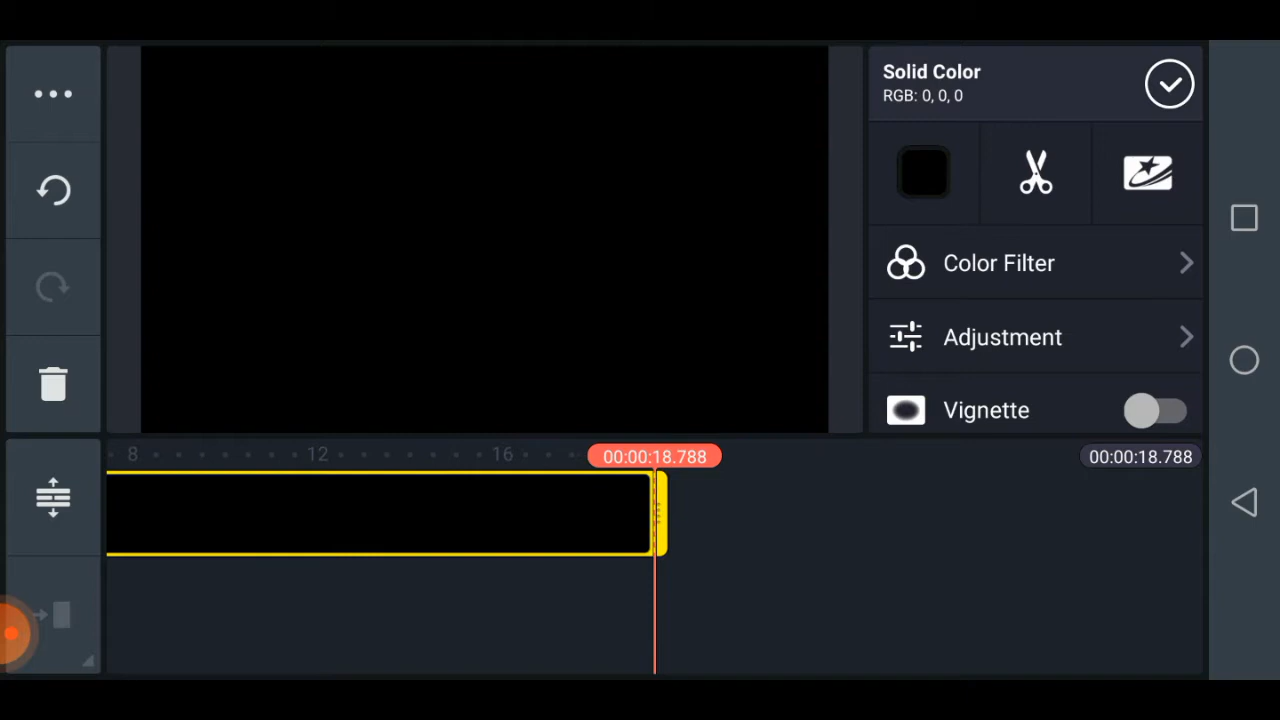 Solid Color
RGB: 0, 0, 0
Color Filter
Adjustment
Vignette
8
12
16
00:00:18.788
00:00:18.788